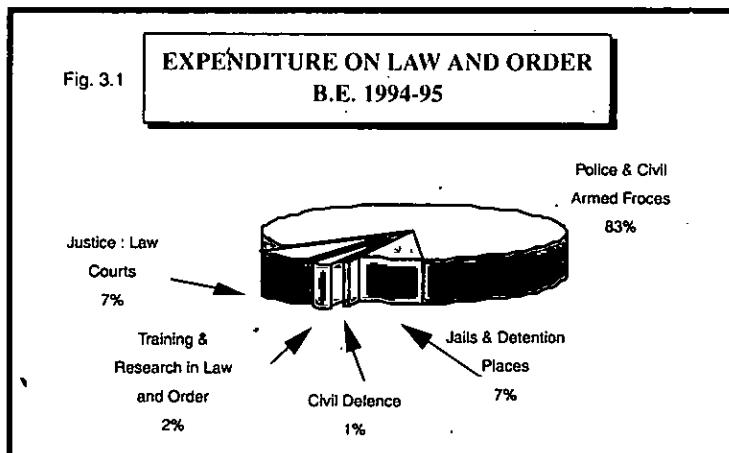 Fig. 3.1
EXPENDITURE ON LAW AND ORDER
B.E. 1994-95
Police & Civil
Armed Froces
83%
Justice : Law
Courts
7%
Training &
Research in Law
and Order
2%
Civil Defence
1%
Jails & Detention
Places
7%